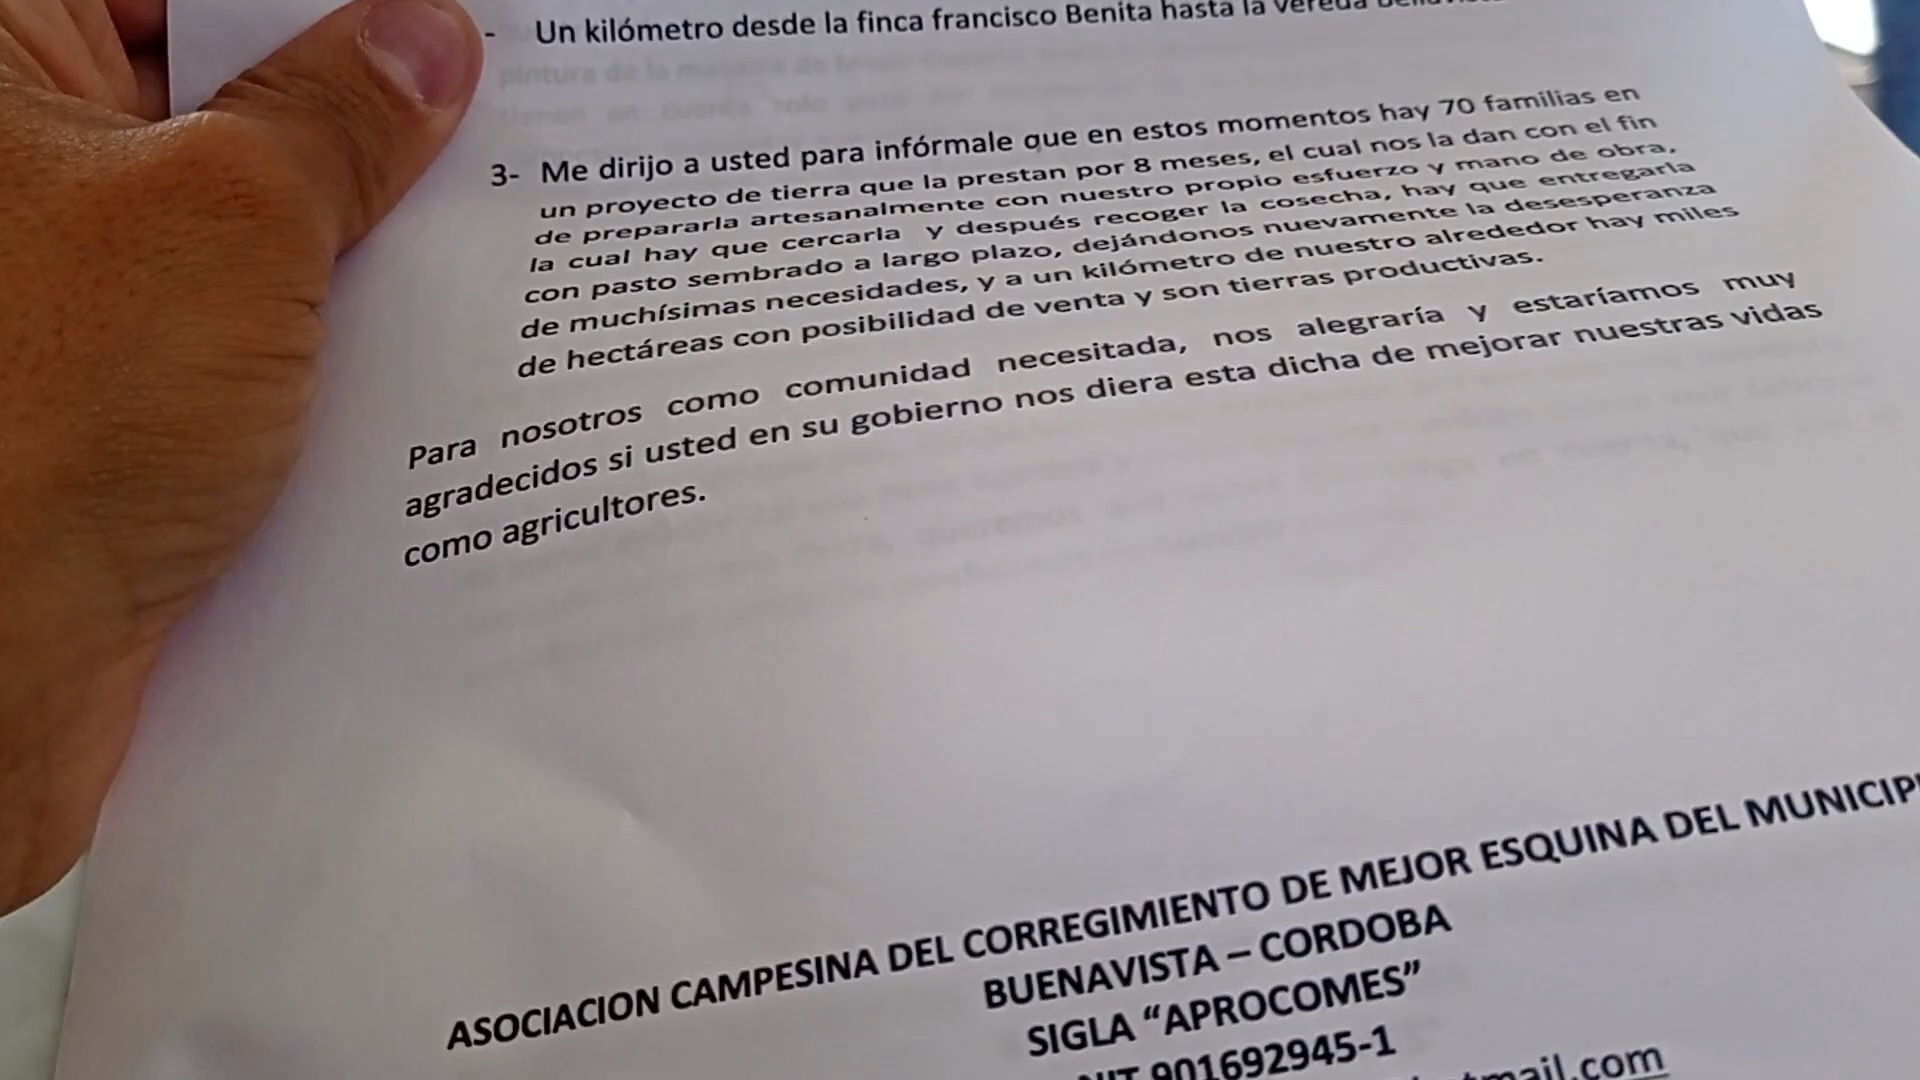 - Un kilómetro desde la finca francisco Benita hasta la vereda
3- Me dirijo a usted para infórmale que en estos momentos hay 70 familias en
un proyecto de tierra que la prestan por 8 meses, el cual nos la dan con el fin
de prepararla artesanalmente con nuestro propio esfuerzo y mano de obra,
la cual hay que cercarla y después recoger la cosecha, hay que entregarla
con pasto sembrado a largo plazo, dejándonos nuevamente la desesperanza
de muchísimas necesidades, y a un kilómetro de nuestro alrededor hay miles
de hectáreas con posibilidad de venta y son tierras productivas.
Para nosotros como comunidad necesitada, nos alegraría y estaríamos muy
agradecidos si usted en su gobierno nos diera esta dicha de mejorar nuestras vidas
como agricultores.
ASOCIACION CAMPESINA DEL CORREGIMIENTO DE MEJOR ESQUINA DEL MUNICIP
BUENAVISTA – CORDOBA
SIGLA “APROCOMES”
NIT 901692945-1
tmail.com